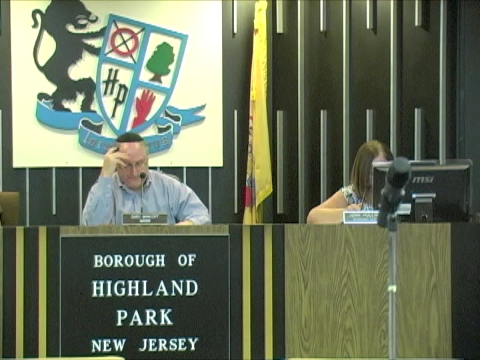 HP
msi
BOROUGH OF
HIGHLAND
PARK
NEW JERSEY